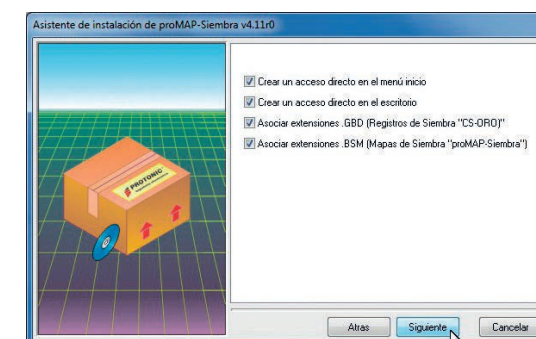 Asistente de instalación de proMAP-Siembra v4.11r0
Crear un acceso directo en el menú inicio
Crear un acceso directo en el escritorio
Asociar extensiones .GBD (Registros de Siembra "CS-ORO)"
Asociar extensiones .BSM (Mapas de Siembra "proMAP-Siembra")
PROTONIC
Atras
Siguiente
Cancelar